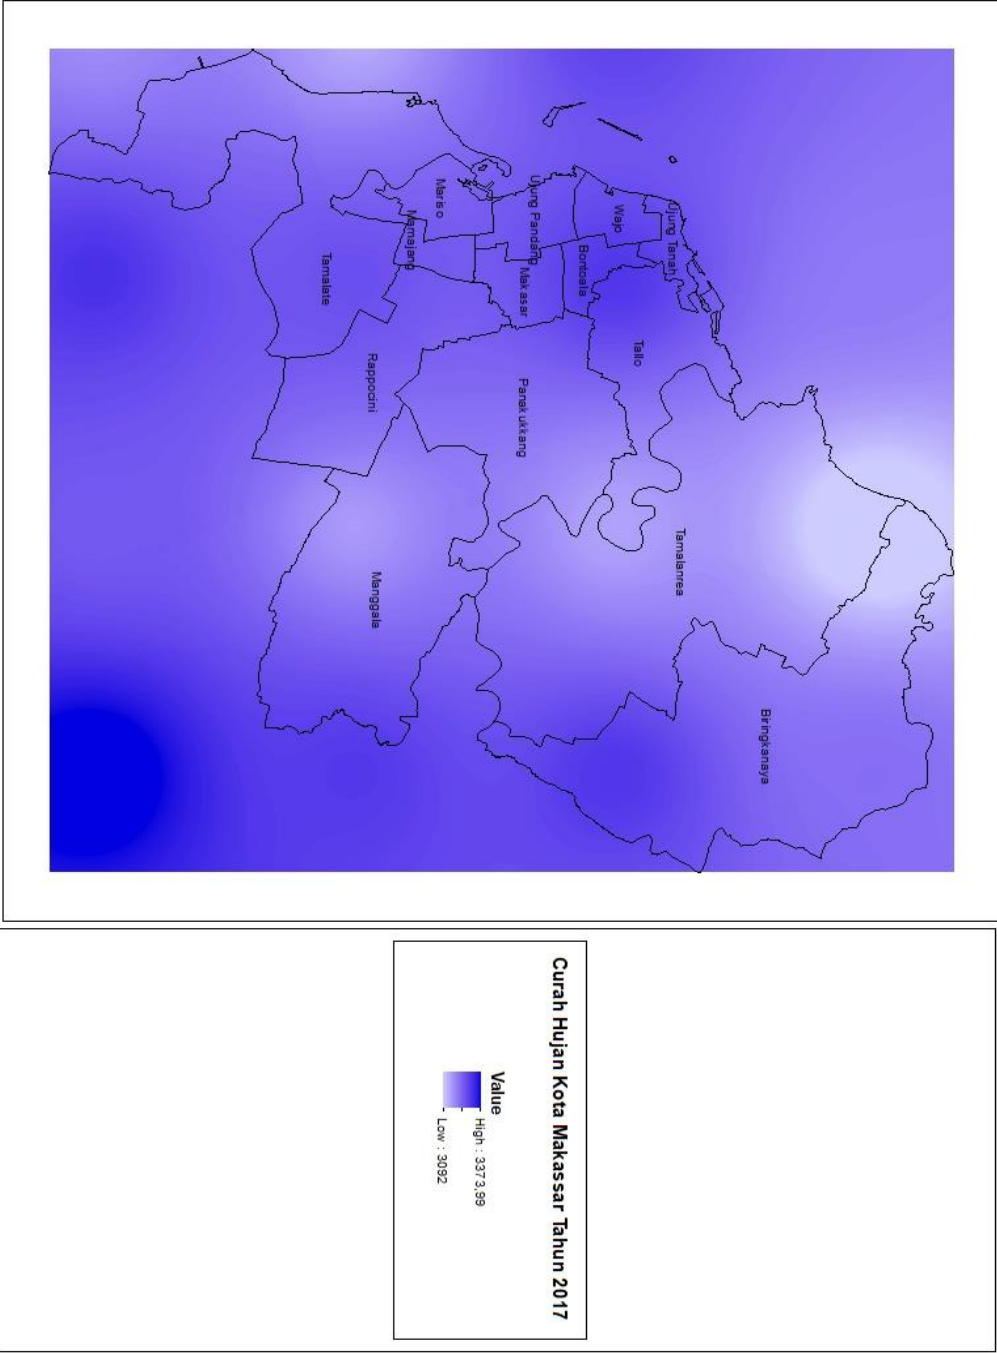 Biringkanaya
Tamalanrea
Ujung Tanah
Tallo
Wajo
Bontoala
Ujung Pandang
Makasar
Panakukkang
Mariso
Mamajang
Rappocini
Manggala
Tamalate
Curah Hujan Kota Makassar Tahun 2017
Value
High : 3373,99
Low : 3092